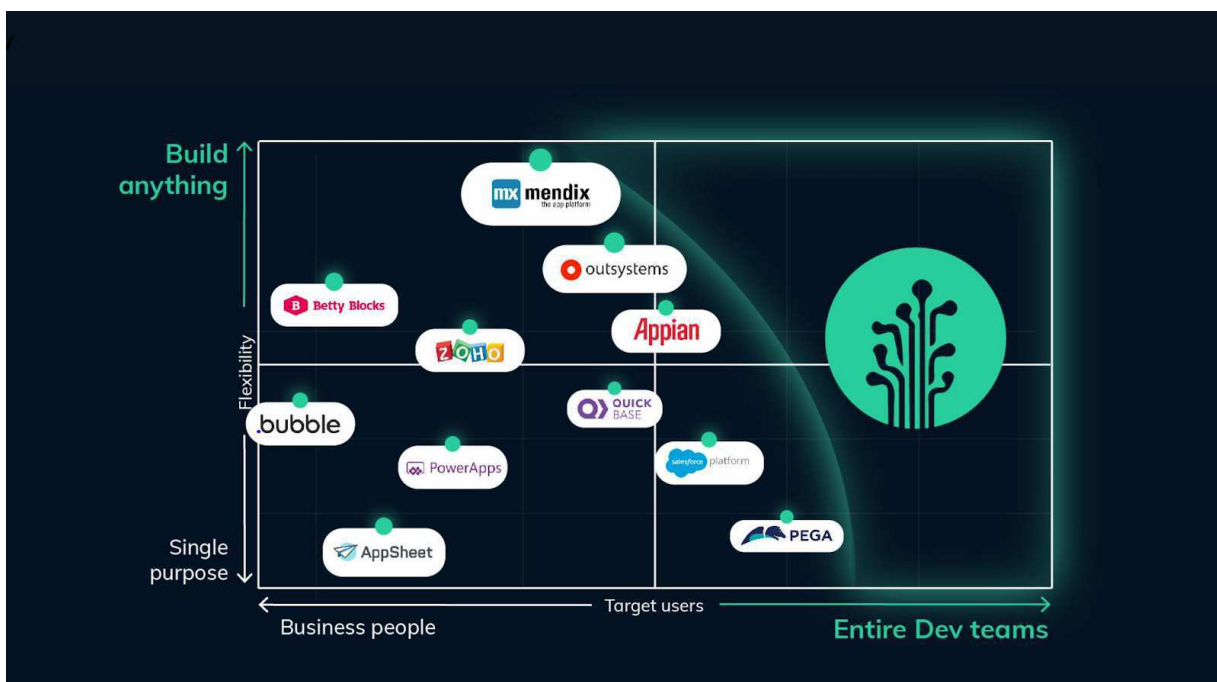 Build
anything
mx mendix
the app platform
outsystems
B Betty Blocks
Appian
ZOHO
Flexibility
.bubble
QUICK
BASE
PowerApps
salesforce platform
Single
purpose
AppSheet
PEGA
Target users
Business people
Entire Dev teams